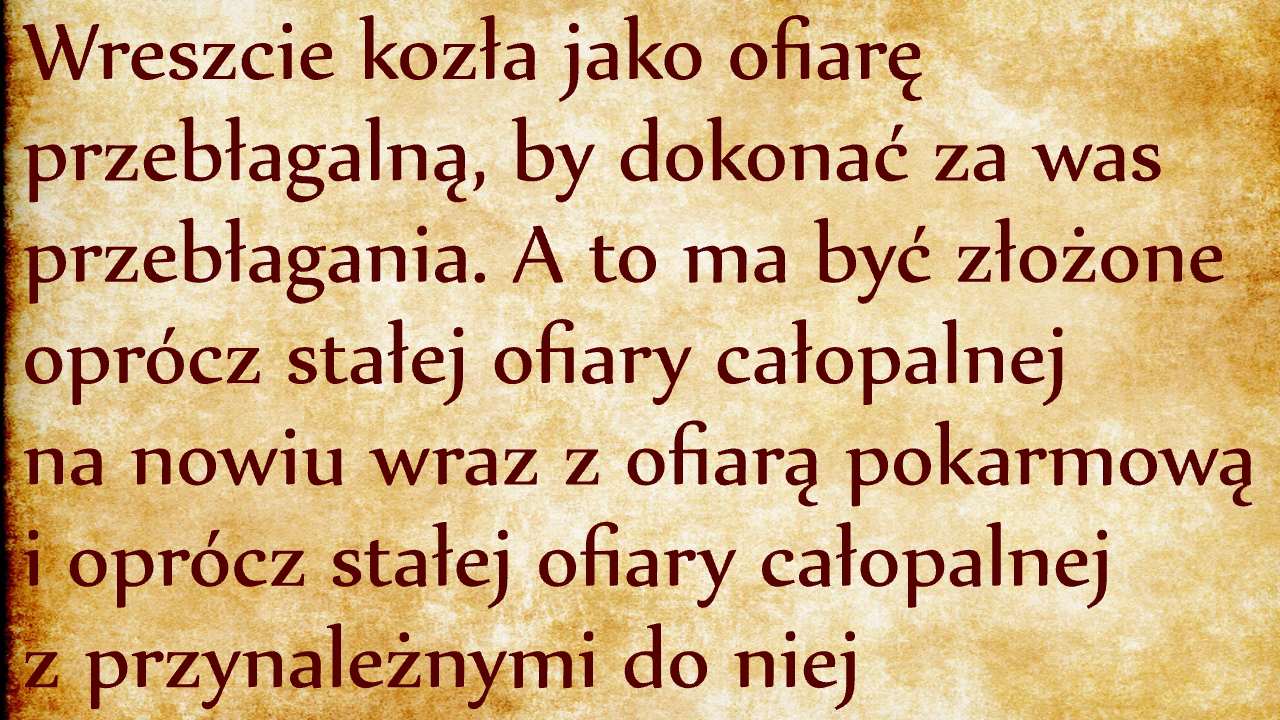 Wreszcie kozła jako ofiarę
przebłagalną, by dokonać za was
przebłagania. A to ma być złożone
oprócz stałej ofiary całopalnej
na nowiu wraz z ofiarą pokarmową
i oprócz stałej ofiary całopalnej
z przynależnymi do niej